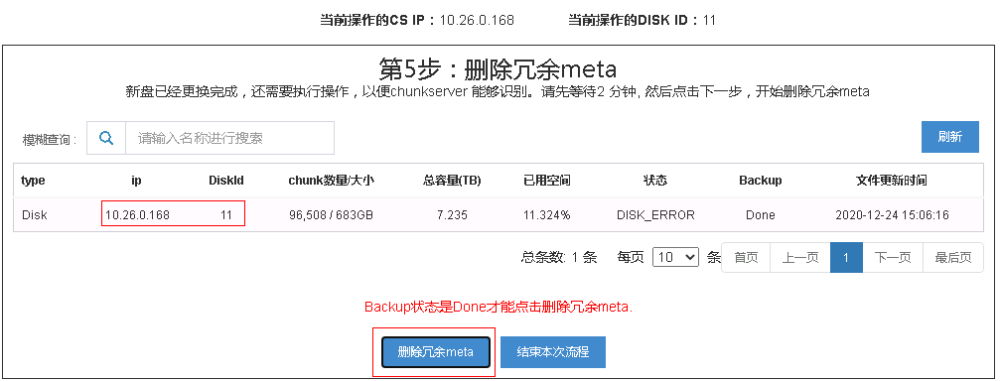 当前操作的CS IP：10.26.0.168 当前操作的DISK ID：11
第5步：删除冗余meta
新盘已经更换完成，还需要执行操作，以便chunkserver 能够识别。请先等待2 分钟, 然后点击下一步，开始删除冗余meta
模糊查询： 请输入名称进行搜索 刷新
type ip DiskId chunk数量/大小 总容量(TB) 已用空间 状态 Backup 文件更新时间
Disk 10.26.0.168 11 96,508 / 683GB 7.235 11.324% DISK_ERROR Done 2020-12-24 15:06:16
总条数: 1 条 每页 10 条 首页 上一页 1 下一页 最后页
Backup状态是Done才能点击删除冗余meta.
删除冗余meta 结束本次流程